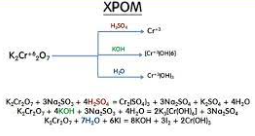 ХРОМ
H₂SO₄
Cr⁺³
K₂Cr⁺⁶₂O₇
KOH
[Cr⁺³(OH)6]
H₂O
Cr⁺³(OH)₃
K₂Cr₂O₇ + 3Na₂SO₃ + 4H₂SO₄ = Cr₂(SO₄)₃ + 3Na₂SO₄ + K₂SO₄ + 4H₂O
K₂Cr₂O₇ + 4KOH + 3Na₂SO₃ + 4H₂O = 2K₃[Cr(OH)₆] + 3Na₂SO₄
K₂Cr₂O₇ + 7H₂O + 6KI = 8KOH + 3I₂ + 2Cr(OH)₃